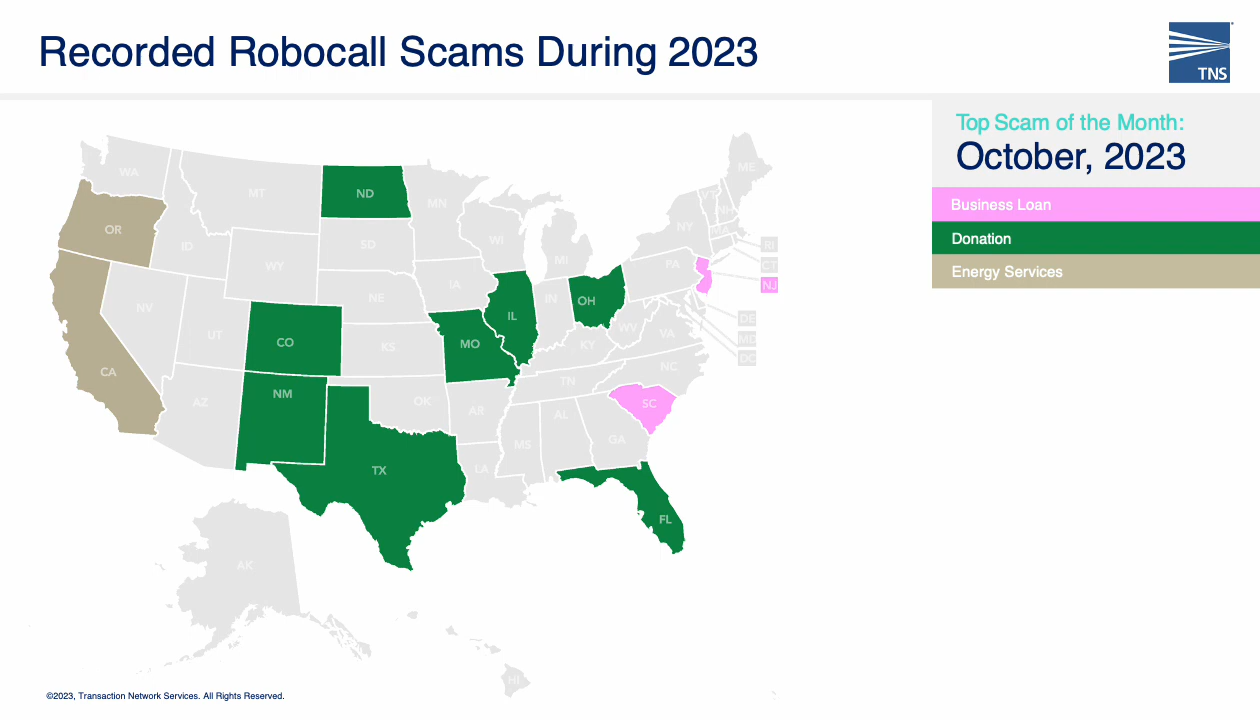 Recorded Robocall Scams During 2023
TNS
Top Scam of the Month:
October, 2023
Business Loan
Donation
Energy Services
WA
MT
ND
MN
ME
OR
ID
WY
SD
WI
MI
NY
VT
NH
MA
RI
CT
NJ
PA
NV
UT
CO
NE
IA
IL
IN
OH
DE
MD
DC
CA
KS
MO
KY
WV
VA
AZ
NM
OK
AR
TN
NC
SC
TX
LA
MS
AL
GA
FL
AK
HI
©2023, Transaction Network Services. All Rights Reserved.